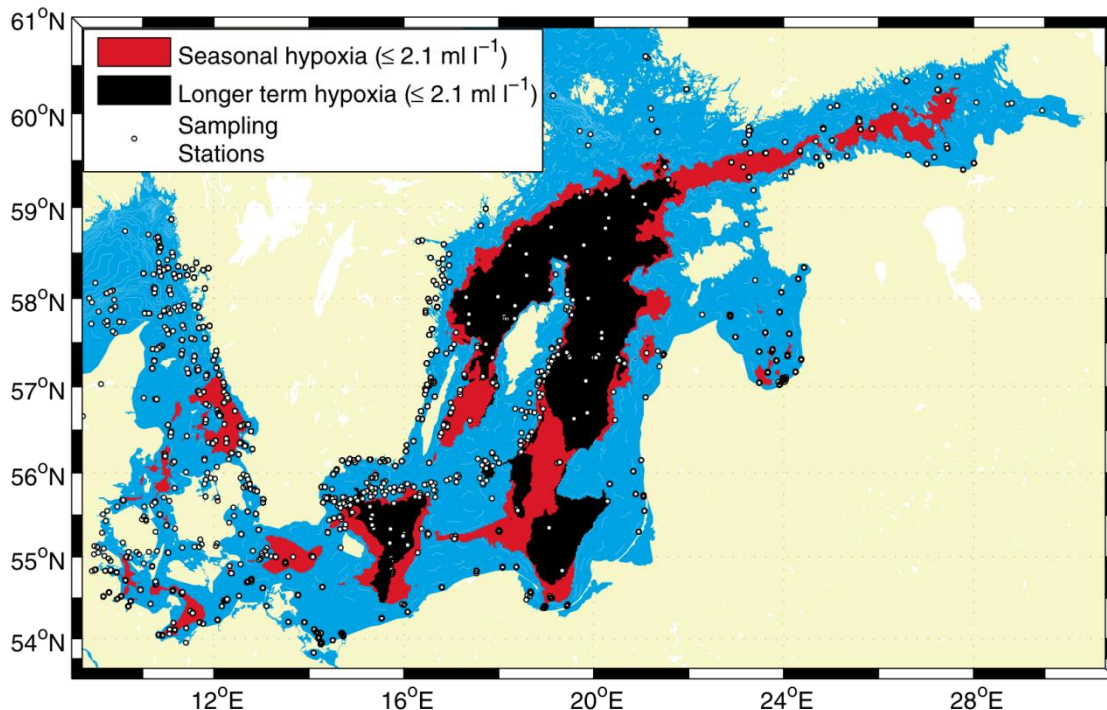 61°N
60°N
59°N
58°N
57°N
56°N
55°N
54°N
Seasonal hypoxia (≤ 2.1 ml l⁻¹)
Longer term hypoxia (≤ 2.1 ml l⁻¹)
Sampling
Stations
12°E
16°E
20°E
24°E
28°E